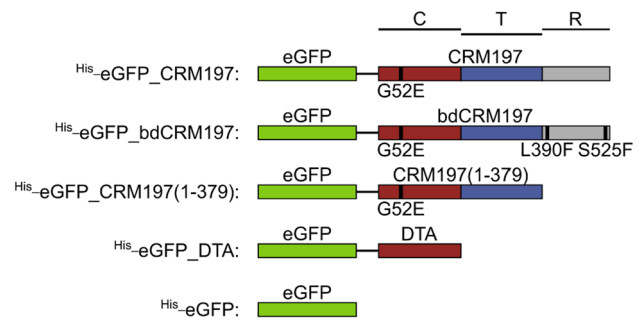 C T R
eGFP CRM197
His–eGFP_CRM197:
G52E
eGFP bdCRM197
His–eGFP_bdCRM197:
G52E L390F S525F
eGFP CRM197(1-379)
His–eGFP_CRM197(1-379):
G52E
eGFP DTA
His–eGFP_DTA:
eGFP
His–eGFP: